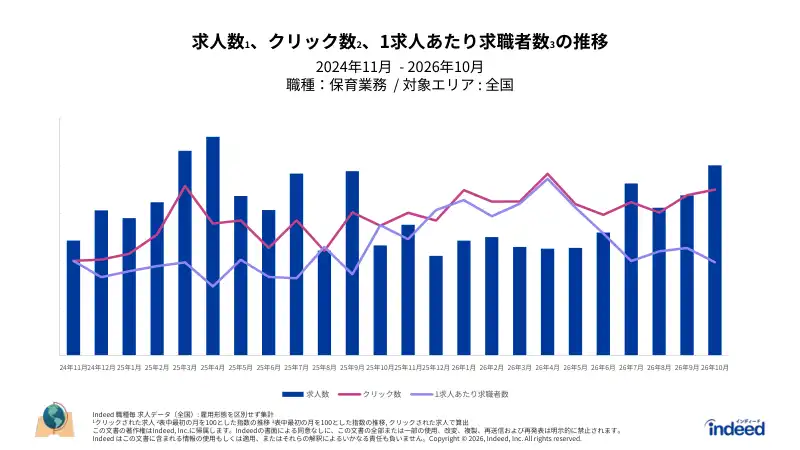 求人数1、クリック数2、1求人あたり求職者数3の推移
2024年11月 - 2026年10月
職種：保育業務 / 対象エリア : 全国
24年11月 24年12月 25年1月 25年2月 25年3月 25年4月 25年5月 25年6月 25年7月 25年8月 25年9月 25年10月 25年11月 25年12月 26年1月 26年2月 26年3月 26年4月 26年5月 26年6月 26年7月 26年8月 26年9月 26年10月
求人数 クリック数 1求人あたり求職者数
Indeed 職種毎 求人データ（全国）: 雇用形態を区別せず集計
¹クリックされた求人 ²表中最初の月を100とした指数の推移 ³表中最初の月を100とした指数の推移, クリックされた求人で算出
この文書の著作権はIndeed, Inc.に帰属します。Indeedの書面による同意なしに、この文書の全部または一部の使用、改変、複製、再送信および再発表は明示的に禁止されます。
Indeed はこの文書に含まれる情報の使用もしくは適用、またはそれらの解釈によるいかなる責任も負いません。Copyright © 2026, Indeed, Inc. All rights reserved.
インディード
indeed